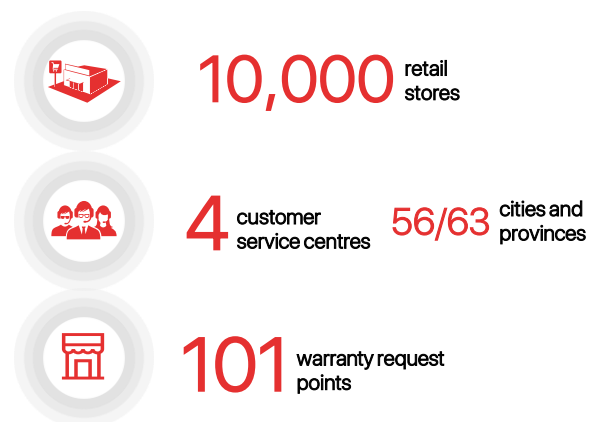 10,000 retail
stores
4 customer
service centres
56/63 cities and
provinces
101 warranty request
points